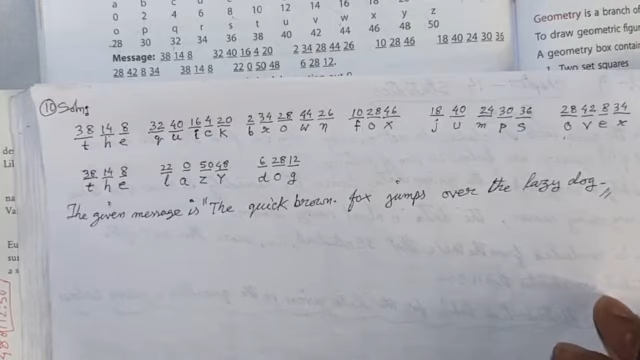 a b c d
0 2 4 6 8 10 12 14 16 18
o p q r s t u v w x y z
28 30 32 34 36 38 40 42 44 46 48 50
Message: 38 14 8 32 40 16 4 20 2 34 28 44 26 10 28 46 18 40 24 30 36
28 42 8 34 38 14 8 22 0 50 48 6 28 12.
Geometry is a branch of
To draw geometric figu
A geometry box contain
1. Two set squares
(10) Soln:
38 14 8 32 40 16 4 20 2 34 28 44 26 10 28 46 18 40 24 30 36 28 42 8 34
t h e q u i c k b r o w n f o x j u m p s o v e r
38 14 8 22 0 50 48 6 28 12
t h e l a z y d o g
The given message is "The quick brown. fox jumps over the lazy dog.,,